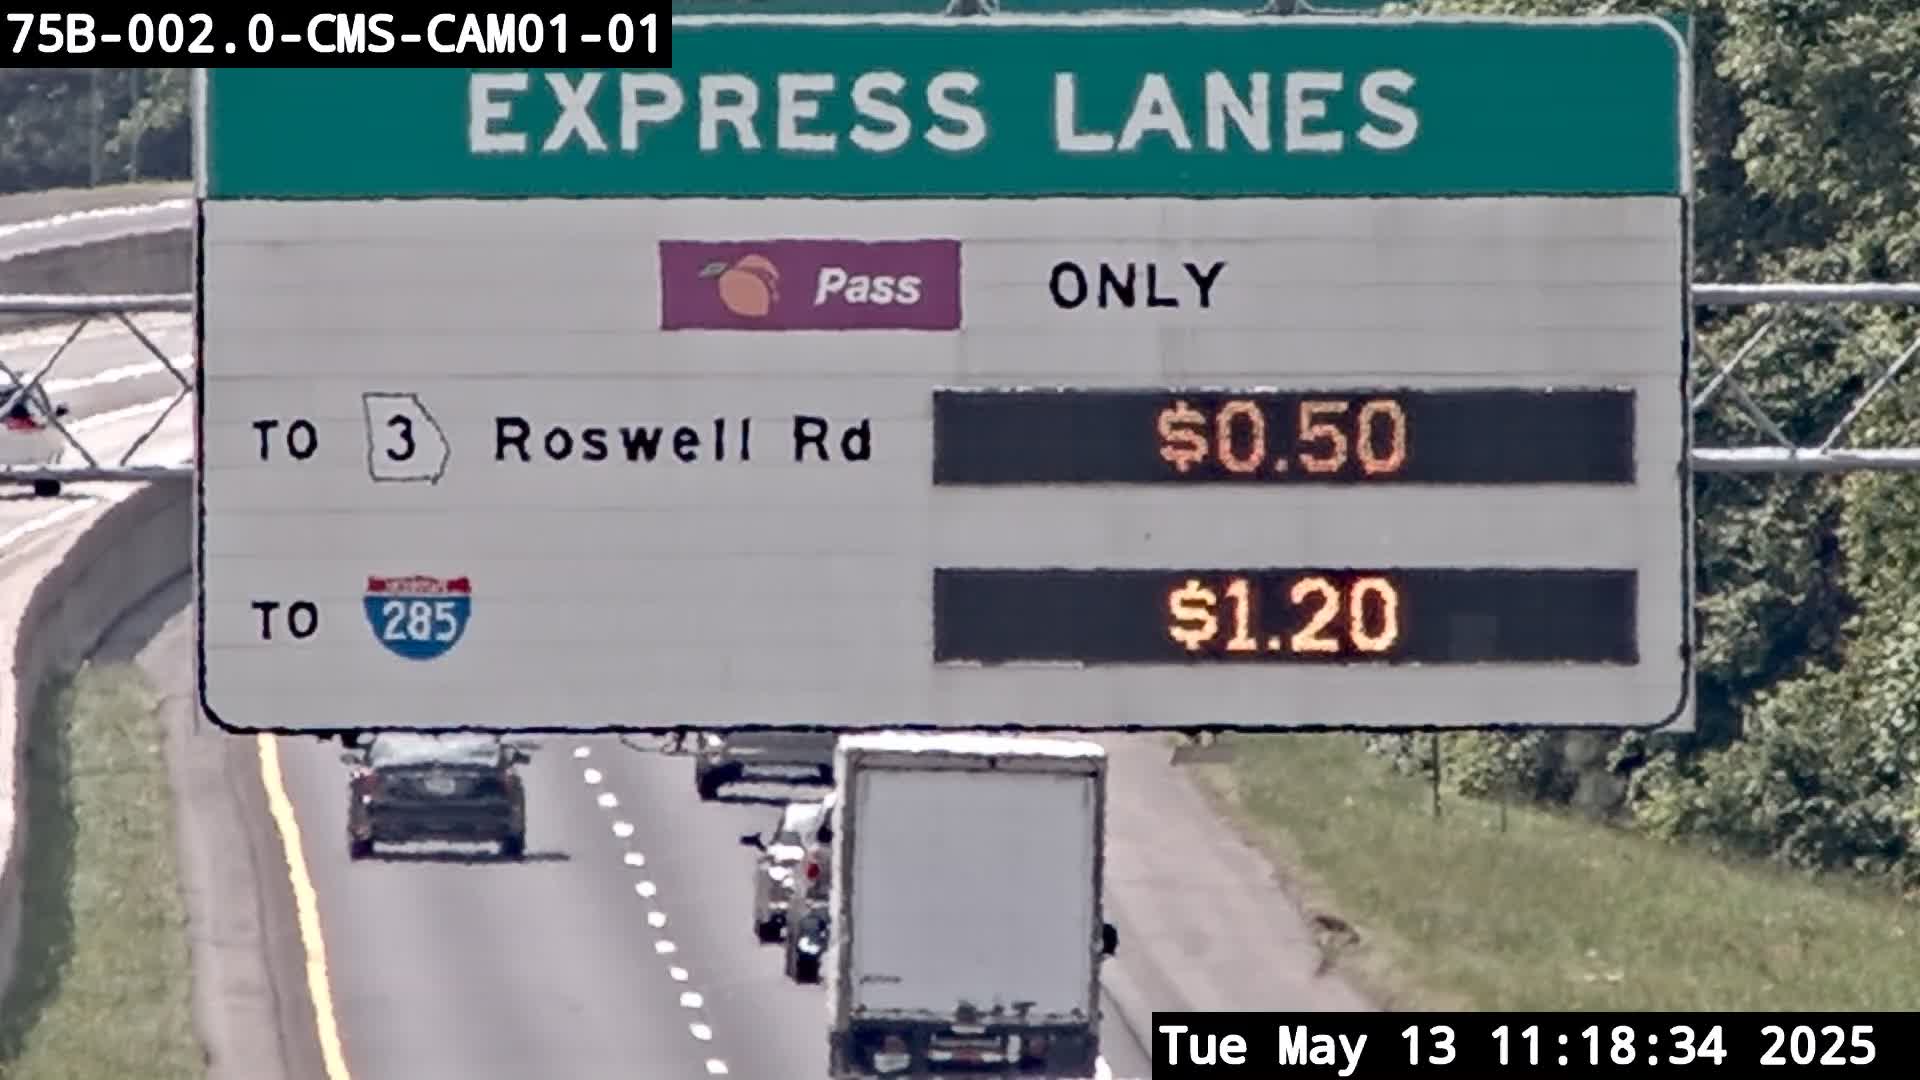 75B-002.0-CMS-CAM01-01
EXPRESS LANES
Pass ONLY
TO 3 Roswell Rd $0.50
TO 285 $1.20
Tue May 13 11:18:34 2025